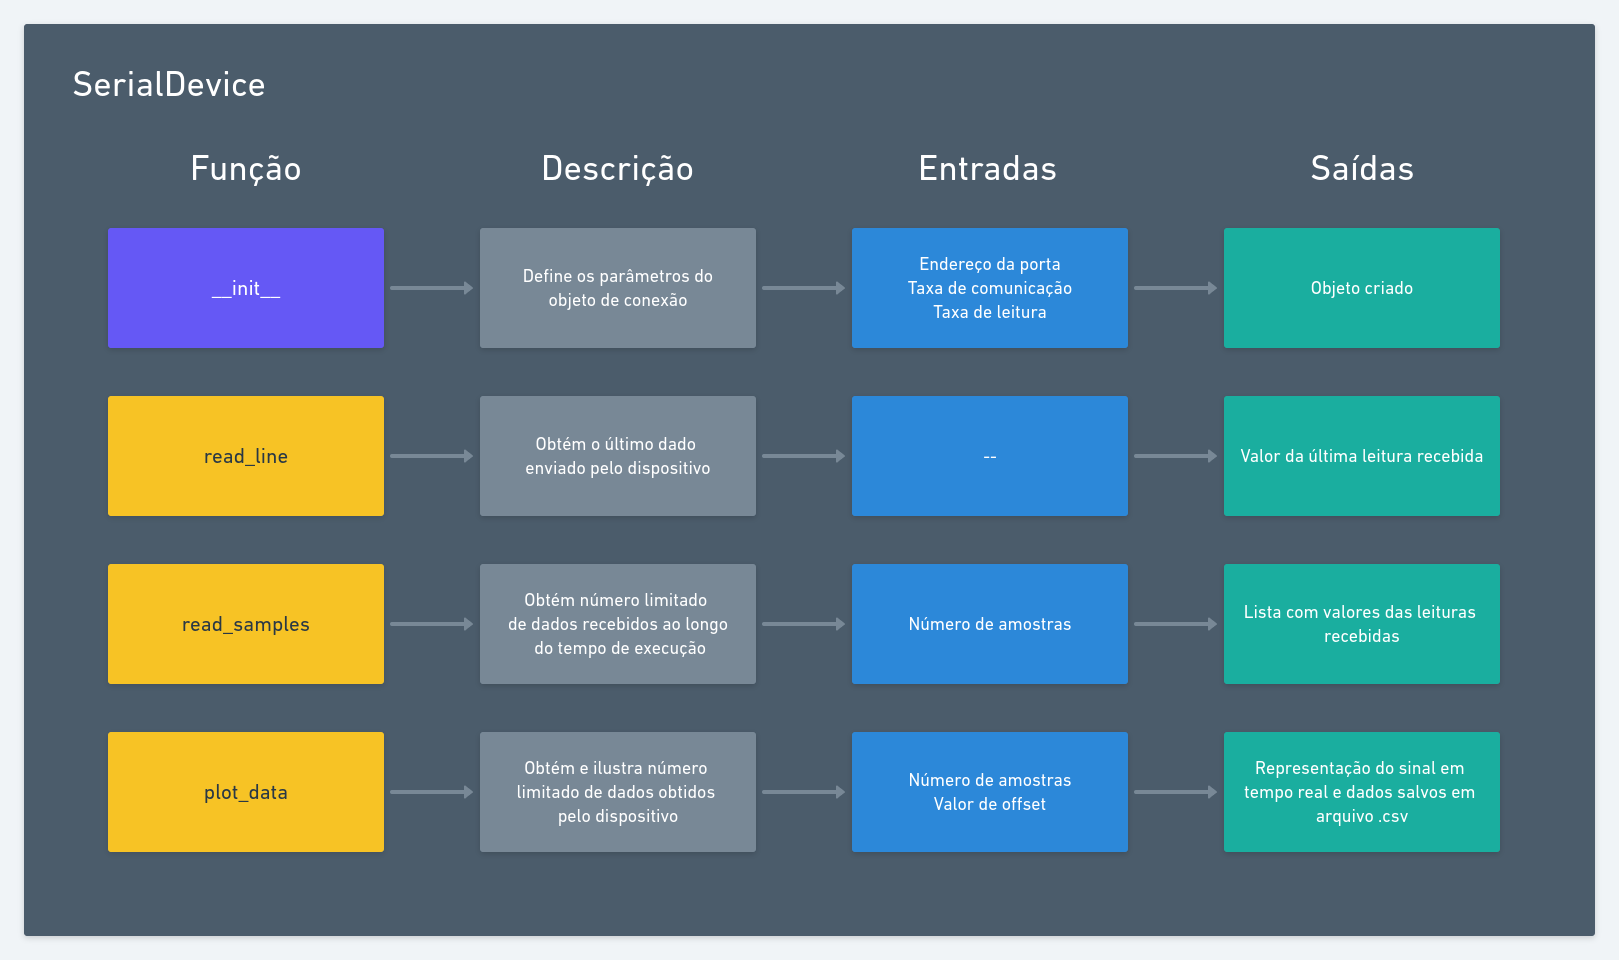 SerialDevice
Função
Descrição
Entradas
Saídas
__init__
Define os parâmetros do
objeto de conexão
Endereço da porta
Taxa de comunicação
Taxa de leitura
Objeto criado
read_line
Obtém o último dado
enviado pelo dispositivo
--
Valor da última leitura recebida
read_samples
Obtém número limitado
de dados recebidos ao longo
do tempo de execução
Número de amostras
Lista com valores das leituras
recebidas
plot_data
Obtém e ilustra número
limitado de dados obtidos
pelo dispositivo
Número de amostras
Valor de offset
Representação do sinal em
tempo real e dados salvos em
arquivo .csv